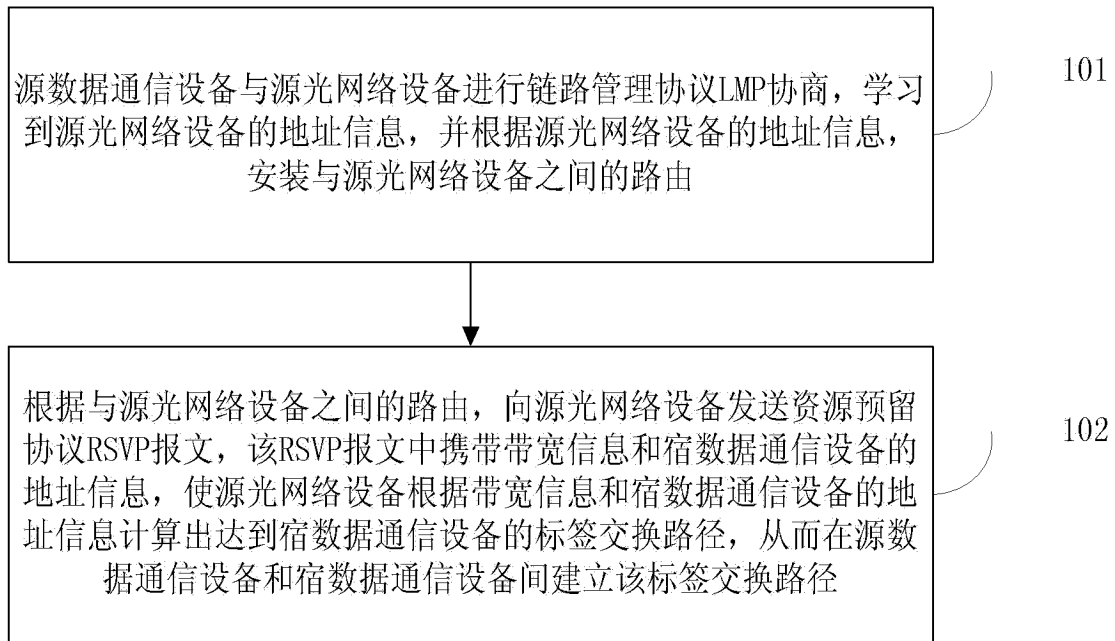 源数据通信设备与源光网络设备进行链路管理协议LMP协商，学习
到源光网络设备的地址信息，并根据源光网络设备的地址信息，
安装与源光网络设备之间的路由
101
根据与源光网络设备之间的路由，向源光网络设备发送资源预留
协议RSVP报文，该RSVP报文中携带带宽信息和宿数据通信设备的
地址信息，使源光网络设备根据带宽信息和宿数据通信设备的地
址信息计算出达到宿数据通信设备的标签交换路径，从而在源数
据通信设备和宿数据通信设备间建立该标签交换路径
102